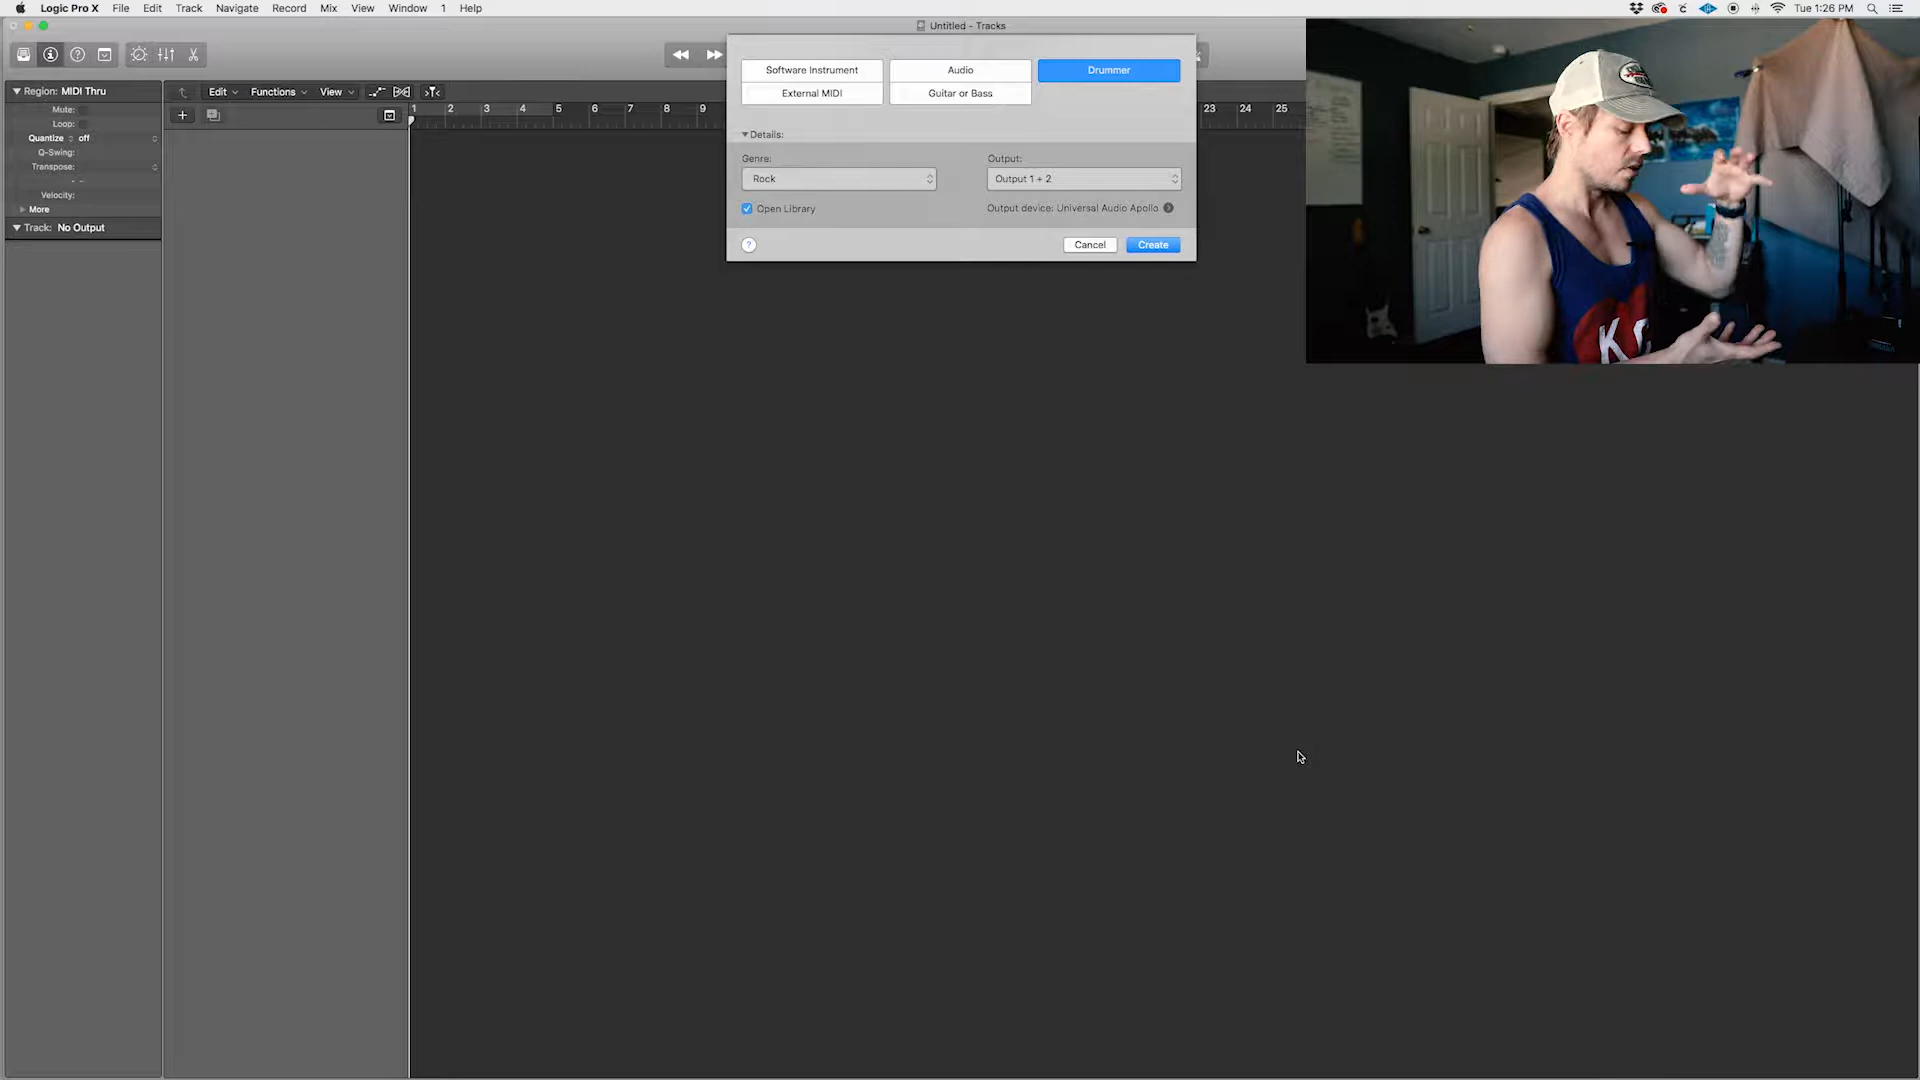 Logic Pro X File Edit Track Navigate Record Mix View Window 1 Help Tue 1:26 PM
Untitled - Tracks
Software Instrument Audio Drummer
External MIDI Guitar or Bass
Details:
Genre: Output:
Rock Output 1 + 2
Open Library Output device: Universal Audio Apollo
? Cancel Create
Region: MIDI Thru
Mute:
Loop:
Quantize off
Q-Swing:
Transpose:
Velocity:
More
Track: No Output
Edit Functions View
1 2 3 4 5 6 7 8 9 23 24 25
KC